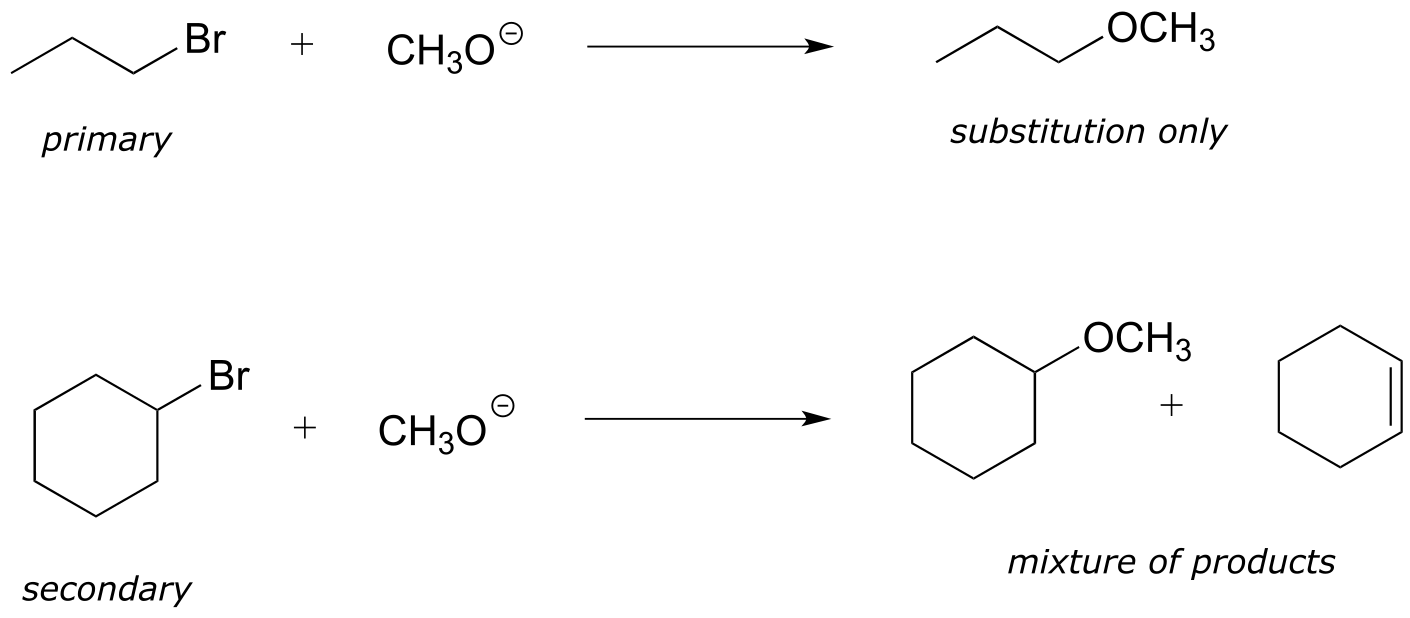 Br + CH₃O⊖ OCH₃
primary substitution only
Br + CH₃O⊖ OCH₃ +
secondary mixture of products